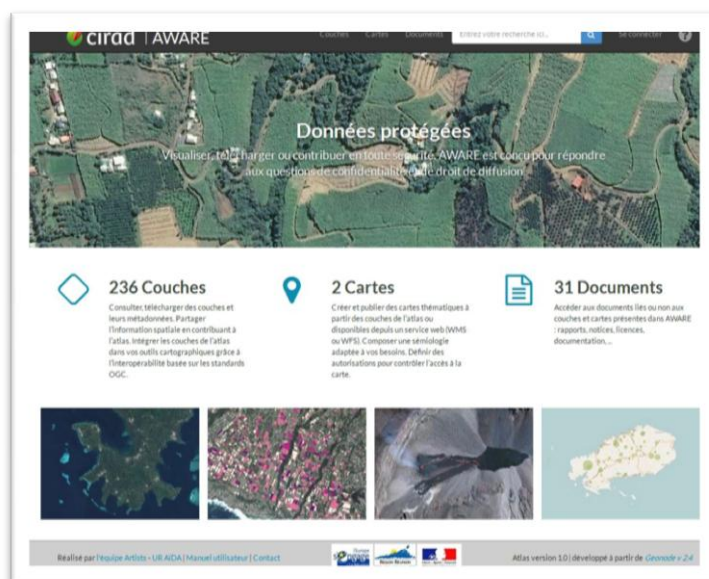 cirad | AWARE
Couches Cartes Documents Entrez votre recherche ici... Se connecter ?
Données protégées
Visualiser, télécharger ou contribuer en toute sécurité, AWARE est conçu pour répondre
aux questions de confidentialité et de droit de diffusion
236 Couches
Consulter, télécharger des couches et
leurs métadonnées. Partager
l'information spatiale en contribuant à
l'atlas. Intégrer les couches de l'atlas
dans vos outils cartographiques grâce à
l'interopérabilité basée sur les standards
OGC.
2 Cartes
Créer et publier des cartes thématiques à
partir des couches de l'atlas ou
disponibles depuis un service web (WMS
ou WFS). Composer une sémiologie
adaptée à vos besoins. Définir des
autorisations pour contrôler l'accès à la
carte.
31 Documents
Accéder aux documents liés ou non aux
couches et cartes présentes dans AWARE
: rapports, notices, licences,
documentation, ...
Réalisé par l'équipe Artists - UR AIDA | Manuel utilisateur | Contact
Atlas version 1.0 | développé à partir de Geonode v 2.4